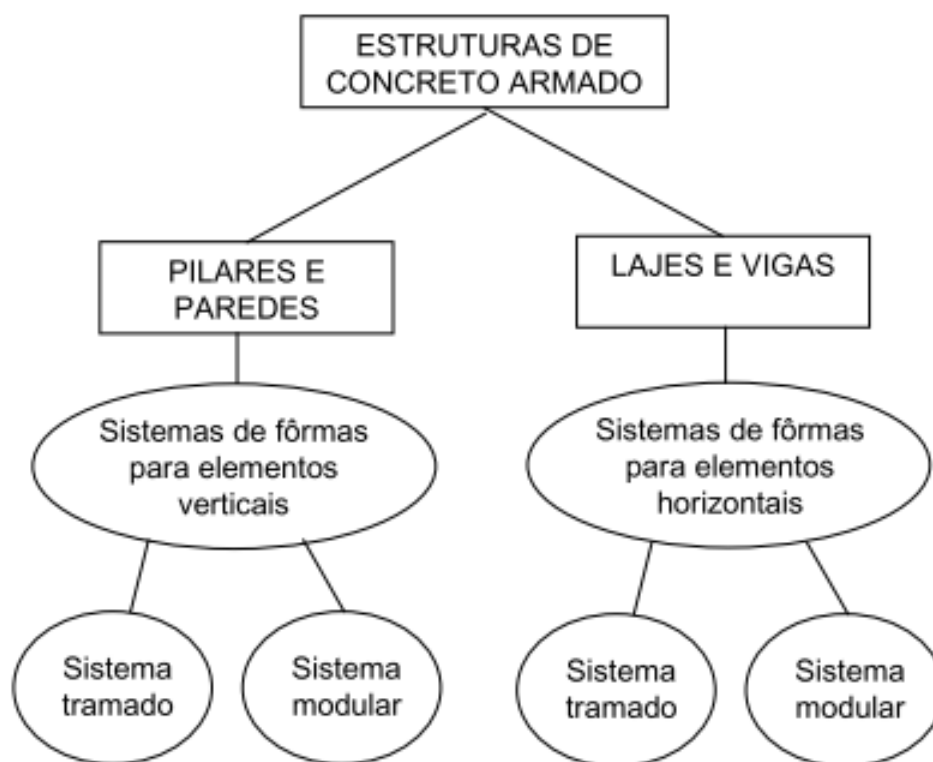 ESTRUTURAS DE
CONCRETO ARMADO
PILARES E
PAREDES
LAJES E VIGAS
Sistemas de fôrmas
para elementos
verticais
Sistemas de fôrmas
para elementos
horizontais
Sistema
tramado
Sistema
modular
Sistema
tramado
Sistema
modular